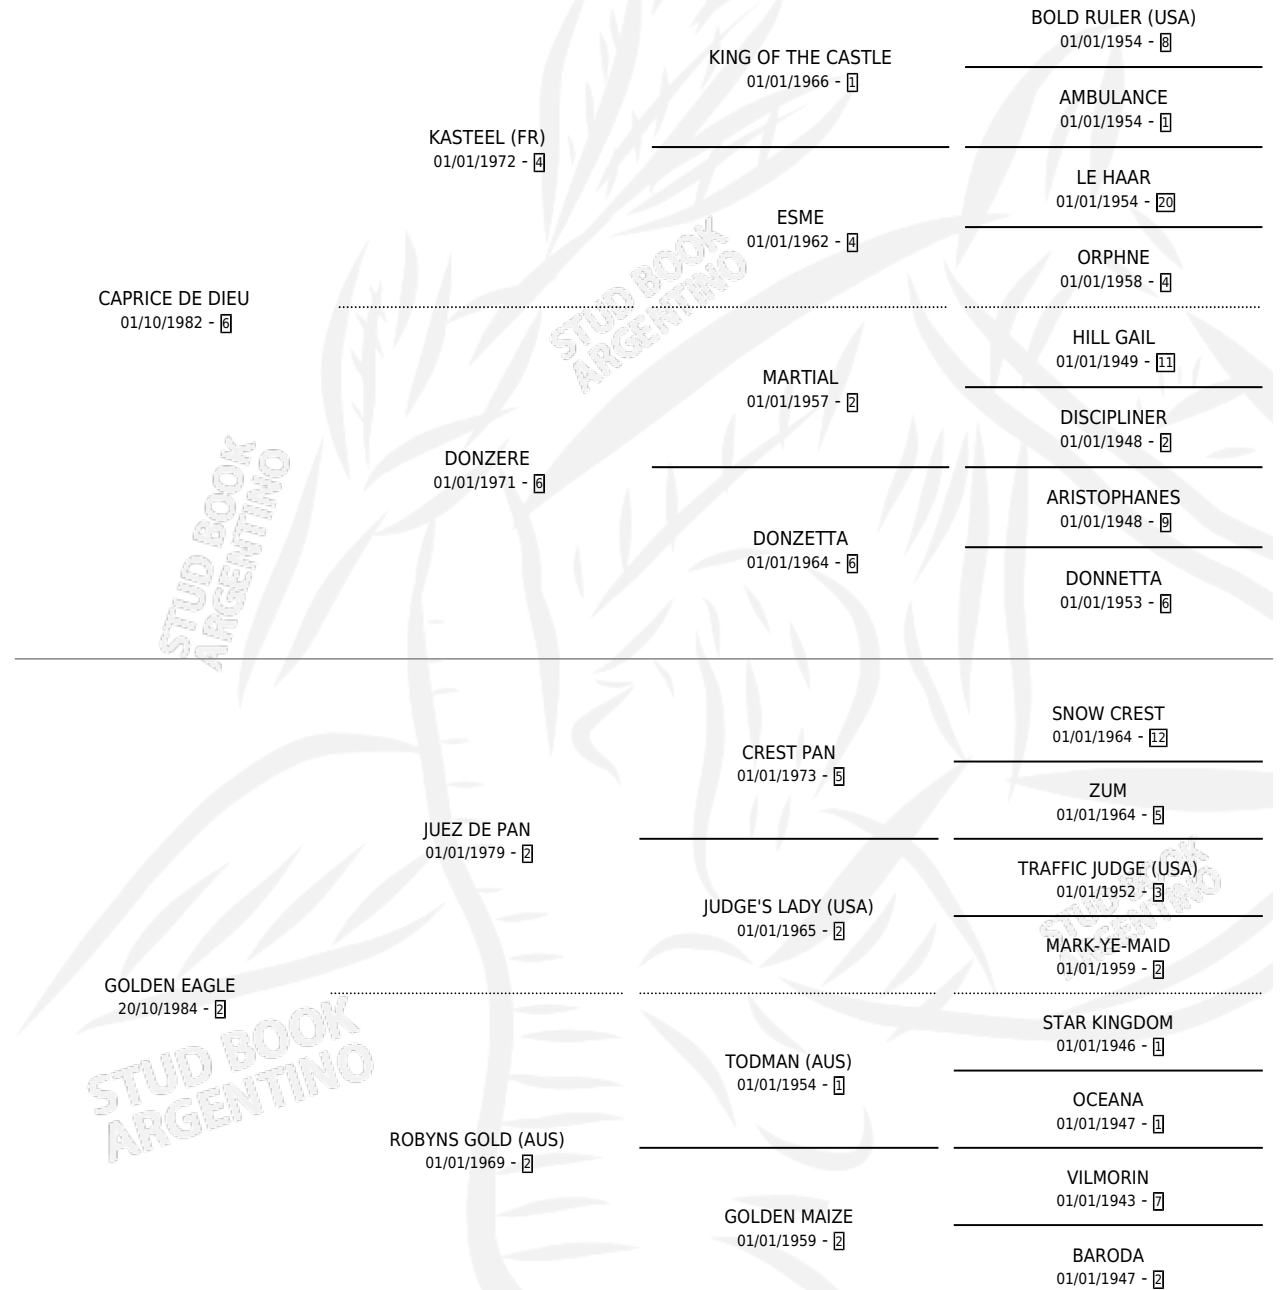 BOLD RULER (USA)
01/01/1954 - 8
KING OF THE CASTLE
01/01/1966 - 1
AMBULANCE
01/01/1954 - 1
KASTEEL (FR)
01/01/1972 - 4
LE HAAR
01/01/1954 - 20
ESME
01/01/1962 - 4
ORPHNE
01/01/1958 - 4
CAPRICE DE DIEU
01/10/1982 - 6
HILL GAIL
01/01/1949 - 11
MARTIAL
01/01/1957 - 2
DISCIPLINER
01/01/1948 - 2
DONZERE
01/01/1971 - 6
ARISTOPHANES
01/01/1948 - 9
DONZETTA
01/01/1964 - 6
DONNETTA
01/01/1953 - 6
SNOW CREST
01/01/1964 - 12
CREST PAN
01/01/1973 - 5
ZUM
01/01/1964 - 5
JUEZ DE PAN
01/01/1979 - 2
TRAFFIC JUDGE (USA)
01/01/1952 - 3
JUDGE'S LADY (USA)
01/01/1965 - 2
MARK-YE-MAID
01/01/1959 - 2
GOLDEN EAGLE
20/10/1984 - 2
STAR KINGDOM
01/01/1946 - 1
TODMAN (AUS)
01/01/1954 - 1
OCEANA
01/01/1947 - 1
ROBYNS GOLD (AUS)
01/01/1969 - 2
VILMORIN
01/01/1943 - 7
GOLDEN MAIZE
01/01/1959 - 2
BARODA
01/01/1947 - 2
STUD BOOK
ARGENTINO
STUD BOOK
ARGENTINO
STUD BOOK
ARGENTINO
STUD BOOK
ARGENTINO